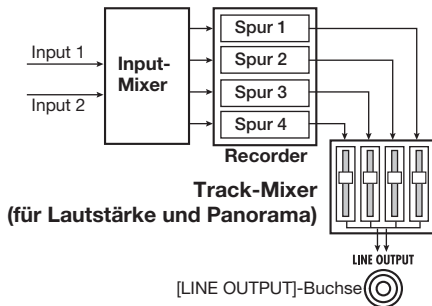 Input 1
Input 2
Input-
Mixer
Spur 1
Spur 2
Spur 3
Spur 4
Recorder
Track-Mixer
(für Lautstärke und Panorama)
LINE OUTPUT
[LINE OUTPUT]-Buchse